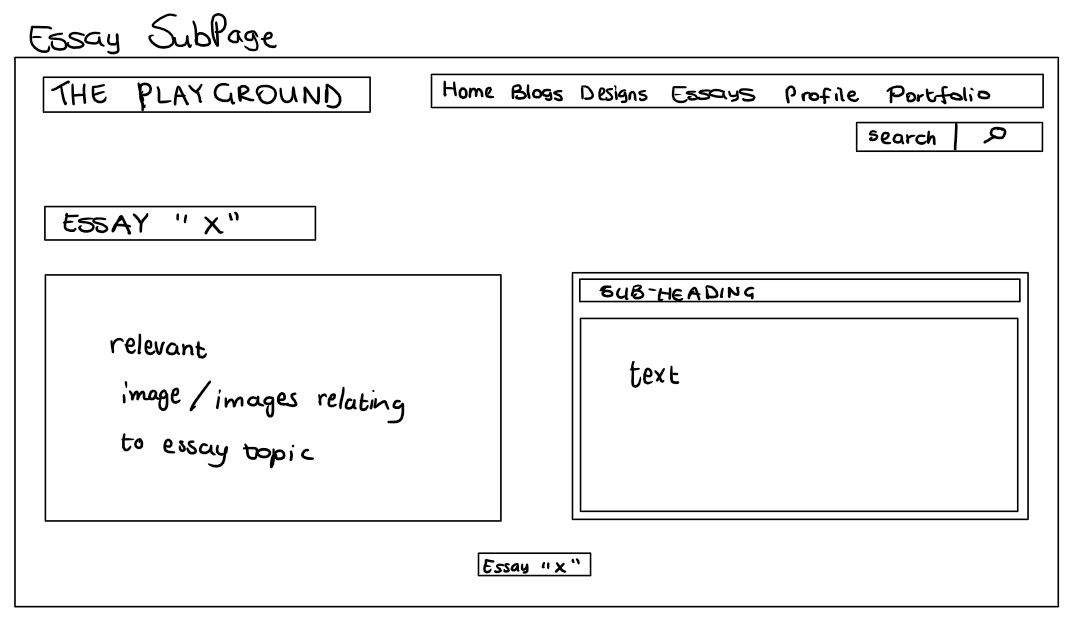 Essay SubPage
THE PLAYGROUND
Home Blogs Designs Essays Profile Portfolio
search
ESSAY "X"
relevant
image/images relating
to essay topic
SUB-HEADING
text
Essay "X"